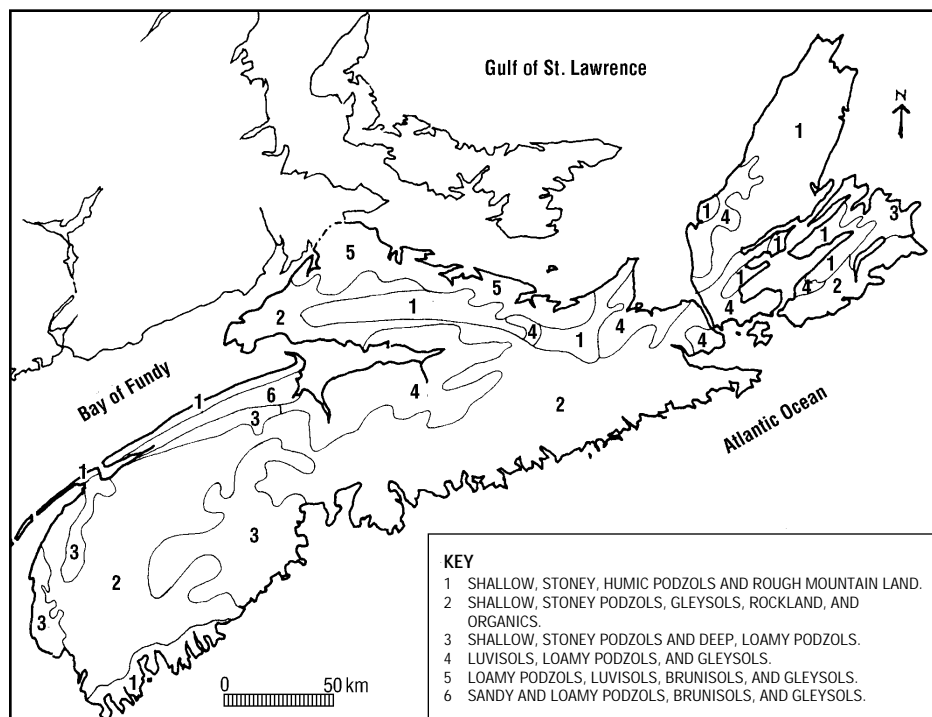 Gulf of St. Lawrence
N
1
1
4
3
5
1
1
1
5
4
2
1
4
2
4
1
4
4
Bay of Fundy
1
6
4
2
3
Atlantic Ocean
1
3
3
2
3
1
0 50 km
KEY
1 SHALLOW, STONEY, HUMIC PODZOLS AND ROUGH MOUNTAIN LAND.
2 SHALLOW, STONEY PODZOLS, GLEYSOLS, ROCKLAND, AND
ORGANICS.
3 SHALLOW, STONEY PODZOLS AND DEEP, LOAMY PODZOLS.
4 LUVISOLS, LOAMY PODZOLS, AND GLEYSOLS.
5 LOAMY PODZOLS, LUVISOLS, BRUNISOLS, AND GLEYSOLS.
6 SANDY AND LOAMY PODZOLS, BRUNISOLS, AND GLEYSOLS.